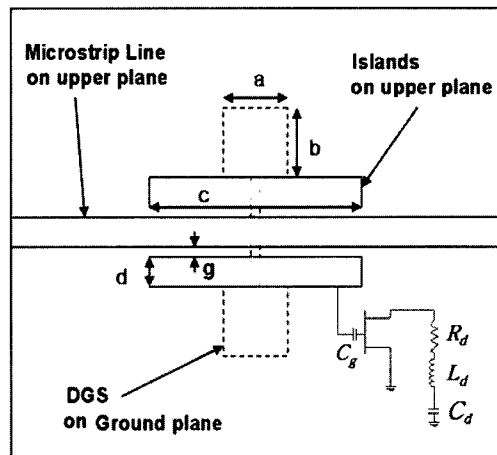 Microstrip Line
on upper plane
Islands
on upper plane
a
b
c
d
g
C_g
R_d
L_d
C_d
DGS
on Ground plane